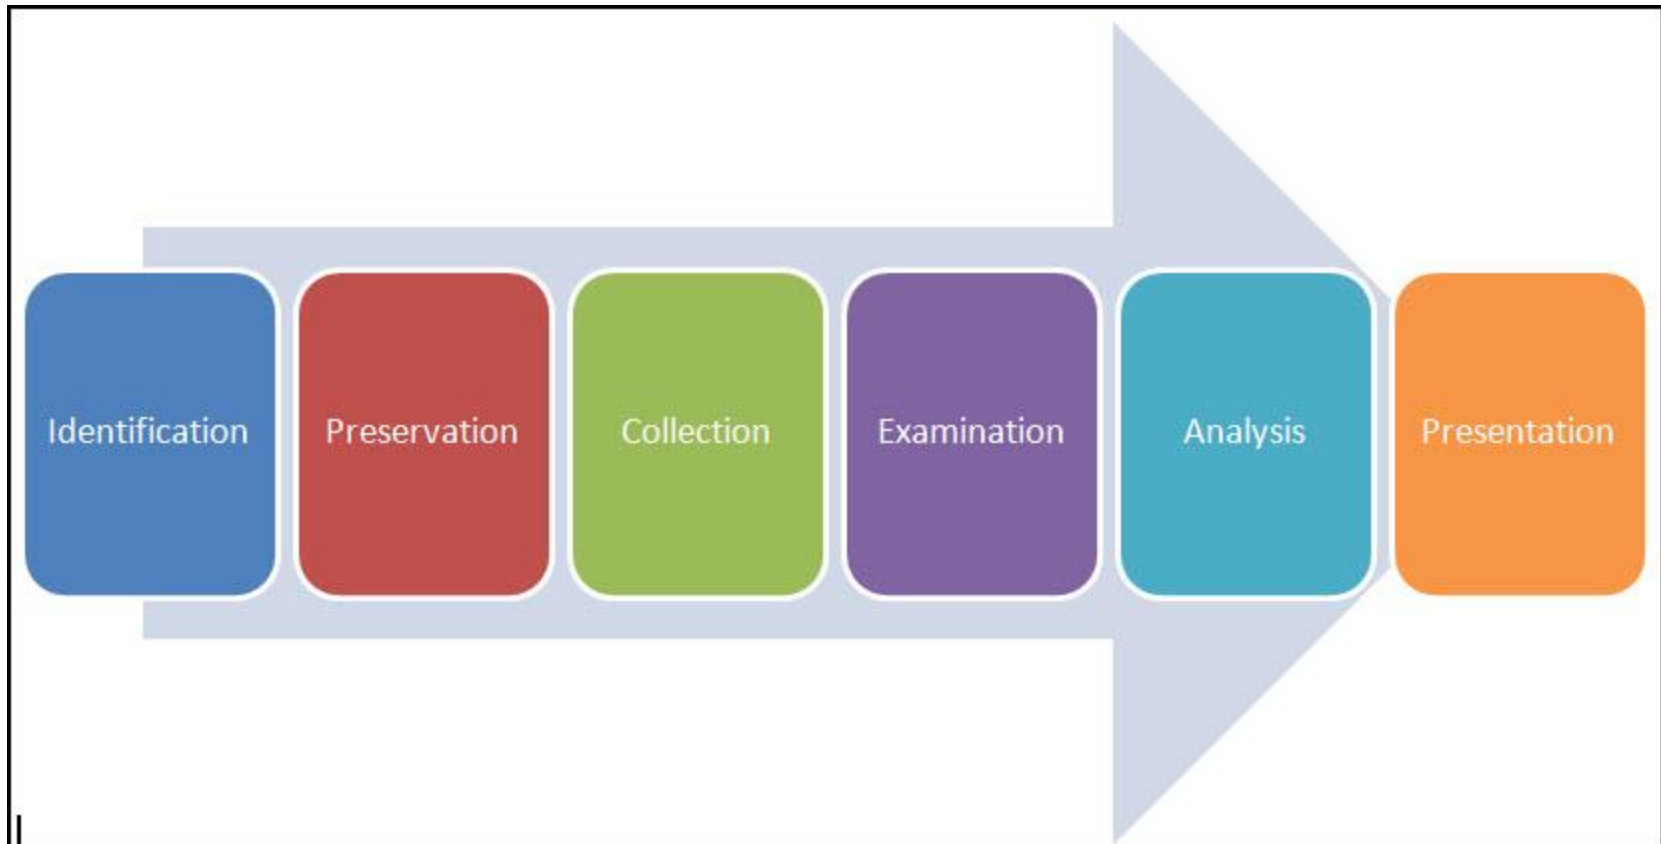 Identification
Preservation
Collection
Examination
Analysis
Presentation